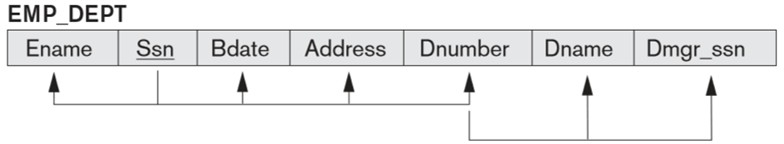 EMP_DEPT
Ename Ssn Bdate Address Dnumber Dname Dmgr_ssn